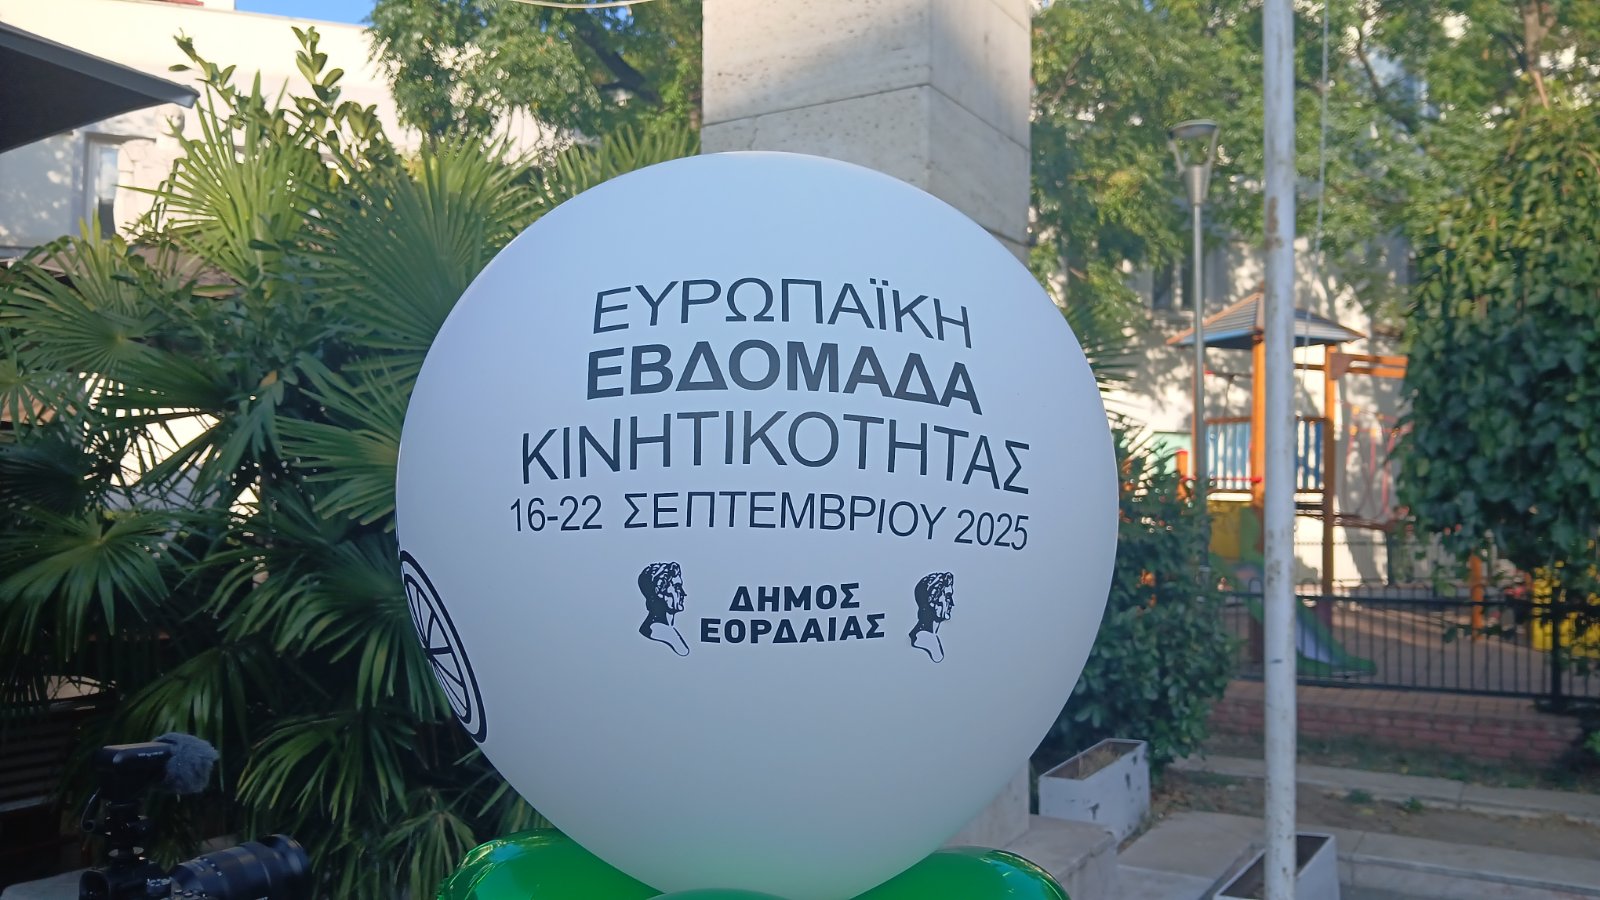 ΕΥΡΩΠΑΪΚΗ
ΕΒΔΟΜΑΔΑ
ΚΙΝΗΤΙΚΟΤΗΤΑΣ
16-22 ΣΕΠΤΕΜΒΡΙΟΥ 2025
ΔΗΜΟΣ
ΕΟΡΔΑΙΑΣ